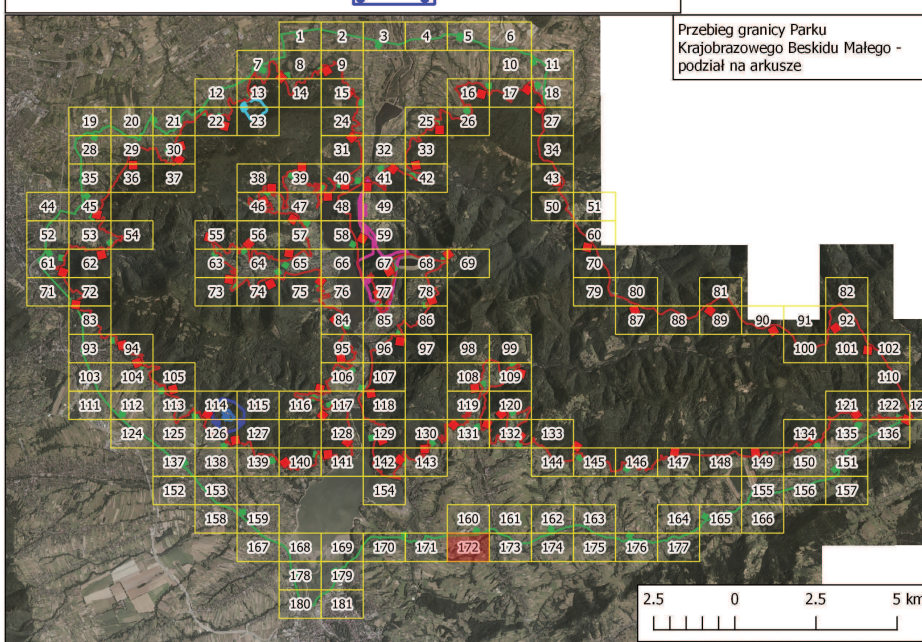 Przebieg granicy Parku
Krajobrazowego Beskidu Małego -
podział na arkusze
1 2 3 4 5 6
7 8 9 10 11
12 13 14 15 16 17 18
19 20 21 22 23 24 25 26 27
28 29 30 31 32 33 34
35 36 37 38 39 40 41 42 43
44 45 46 47 48 49 50 51
52 53 54 55 56 57 58 59 60
61 62 63 64 65 66 67 68 69 70
71 72 73 74 75 76 77 78 79 80 81 82
83 84 85 86 87 88 89 90 91 92
93 94 95 96 97 98 99 100 101 102
103 104 105 106 107 108 109 110
111 112 113 114 115 116 117 118 119 120 121 122
124 125 126 127 128 129 130 131 132 133 134 135 136
137 138 139 140 141 142 143 144 145 146 147 148 149 150 151
152 153 154 155 156 157
158 159 160 161 162 163 164 165 166
167 168 169 170 171 172 173 174 175 176 177
178 179
180 181
2.5 0 2.5 5 km